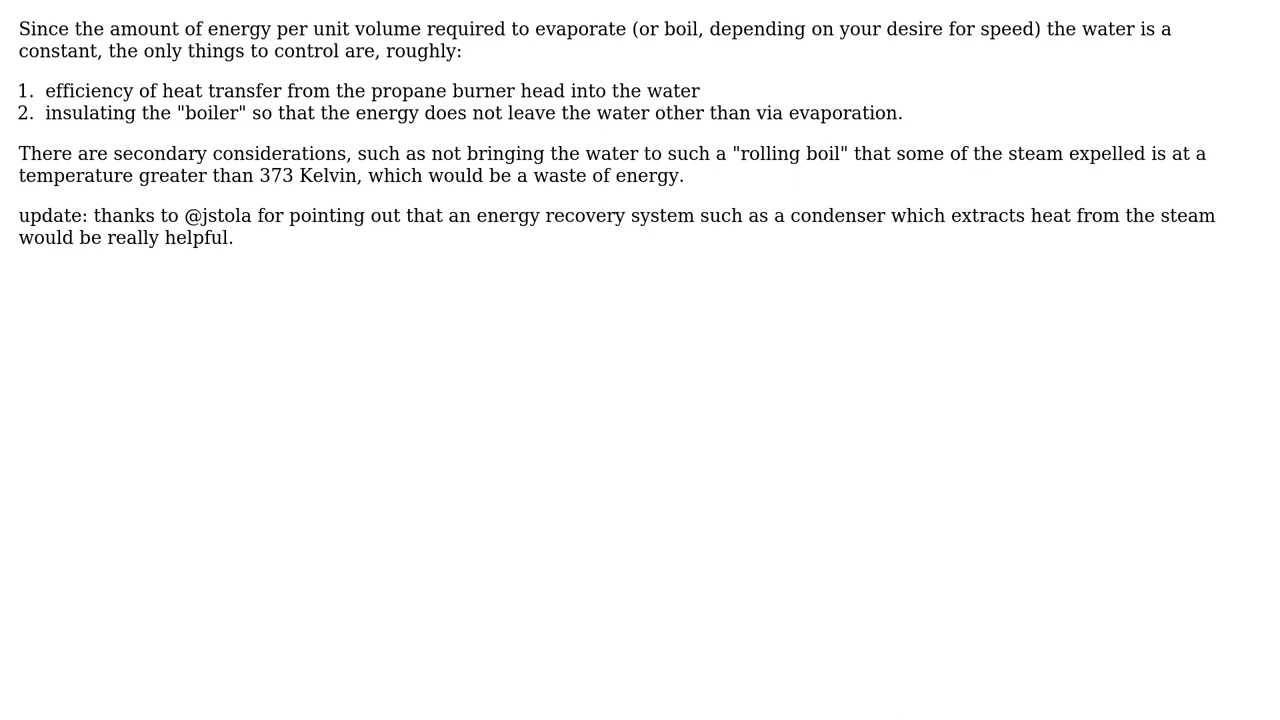 Since the amount of energy per unit volume required to evaporate (or boil, depending on your desire for speed) the water is a
constant, the only things to control are, roughly:
1. efficiency of heat transfer from the propane burner head into the water
2. insulating the "boiler" so that the energy does not leave the water other than via evaporation.
There are secondary considerations, such as not bringing the water to such a "rolling boil" that some of the steam expelled is at a
temperature greater than 373 Kelvin, which would be a waste of energy.
update: thanks to @jstola for pointing out that an energy recovery system such as a condenser which extracts heat from the steam
would be really helpful.